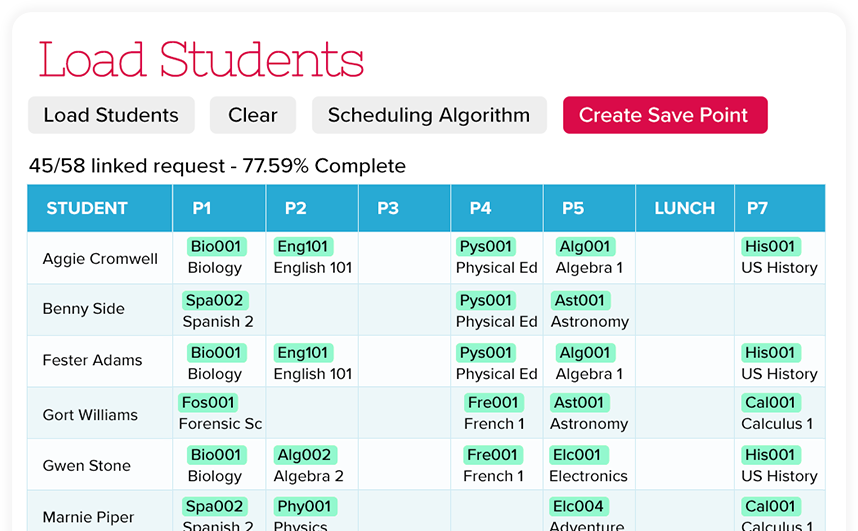 Load Students
Load Students Clear Scheduling Algorithm Create Save Point
45/58 linked request - 77.59% Complete
STUDENT P1 P2 P3 P4 P5 LUNCH P7
Bio001 Eng101 Pys001 Alg001 His001
Aggie Cromwell Biology English 101 Physical Ed Algebra 1 US History
Spa002 Pys001 Ast001
Benny Side Spanish 2 Physical Ed Astronomy
Bio001 Eng101 Pys001 Alg001 His001
Fester Adams Biology English 101 Physical Ed Algebra 1 US History
Fos001 Fre001 Ast001 Cal001
Gort Williams Forensic Sc French 1 Astronomy Calculus 1
Bio001 Alg002 Fre001 Elc001 His001
Gwen Stone Biology Algebra 2 French 1 Electronics US History
Spa002 Phy001 Elc004 Cal001
Marnie Piper Spanish 2 Physics Adventure Calculus 1